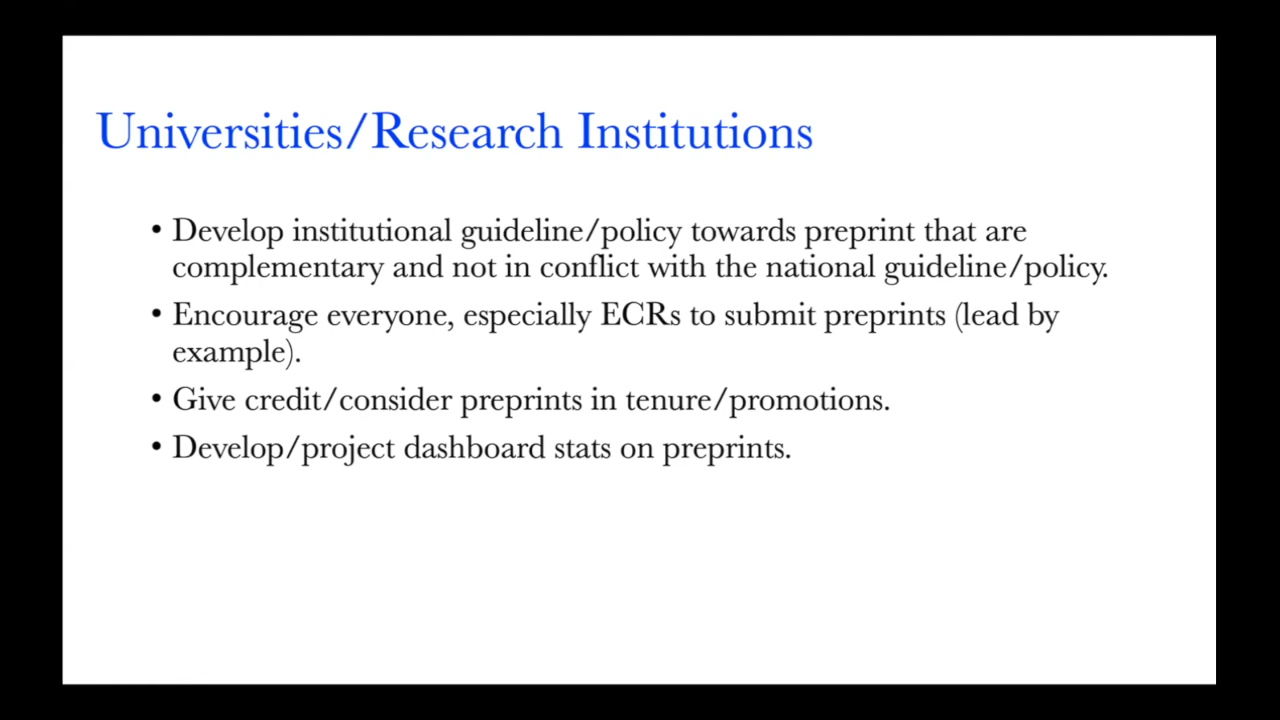 Universities/Research Institutions
• Develop institutional guideline/policy towards preprint that are
complementary and not in conflict with the national guideline/policy.
• Encourage everyone, especially ECRs to submit preprints (lead by
example).
• Give credit/consider preprints in tenure/promotions.
• Develop/project dashboard stats on preprints.